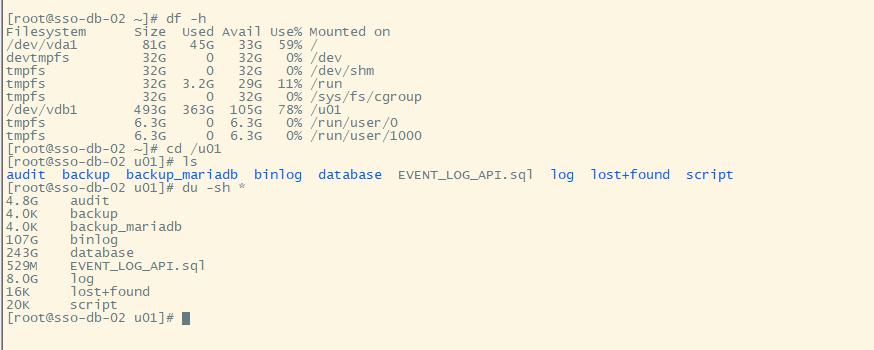 [root@sso-db-02 ~]# df -h
Filesystem      Size  Used Avail Use% Mounted on
/dev/vda1        81G   45G   33G  59% /
devtmpfs         32G     0   32G   0% /dev
tmpfs            32G     0   32G   0% /dev/shm
tmpfs            32G  3.2G   29G  11% /run
tmpfs            32G     0   32G   0% /sys/fs/cgroup
/dev/vdb1       493G  363G  105G  78% /u01
tmpfs           6.3G     0  6.3G   0% /run/user/0
tmpfs           6.3G     0  6.3G   0% /run/user/1000
[root@sso-db-02 ~]# cd /u01
[root@sso-db-02 u01]# ls
audit  backup  backup_mariadb  binlog  database  EVENT_LOG_API.sql  log  lost+found  script
[root@sso-db-02 u01]# du -sh *
4.8G    audit
4.0K    backup
4.0K    backup_mariadb
107G    binlog
243G    database
529M    EVENT_LOG_API.sql
8.0G    log
16K     lost+found
20K     script
[root@sso-db-02 u01]#